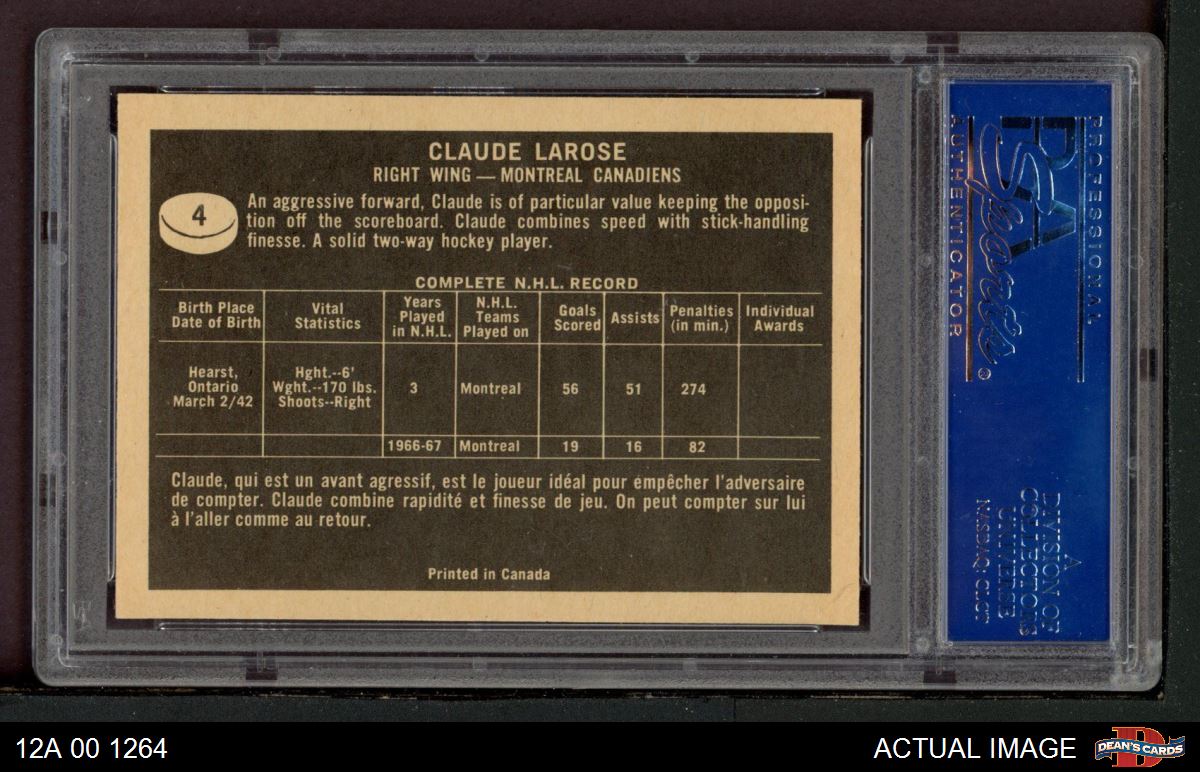 CLAUDE LAROSE
RIGHT WING — MONTREAL CANADIENS
4
An aggressive forward, Claude is of particular value keeping the opposi-
tion off the scoreboard. Claude combines speed with stick-handling
finesse. A solid two-way hockey player.
COMPLETE N.H.L. RECORD
Birth Place
Date of Birth
Vital
Statistics
Years
Played
in N.H.L.
N.H.L.
Teams
Played on
Goals
Scored
Assists
Penalties
(in min.)
Individual
Awards
Hearst,
Ontario
March 2/42
Hght.--6'
Wght.--170 lbs.
Shoots--Right
3
Montreal
56
51
274
1966-67
Montreal
19
16
82
Claude, qui est un avant agressif, est le joueur idéal pour empêcher l'adversaire
de compter. Claude combine rapidité et finesse de jeu. On peut compter sur lui
à l'aller comme au retour.
Printed in Canada
PROFESSIONAL
PSA
Sports®
AUTHENTICATOR
A
DIVISION OF
COLLECTORS
UNIVERSE
NASDAQ: CLCT
12A 00 1264
ACTUAL IMAGE
D
DEAN'S CARDS